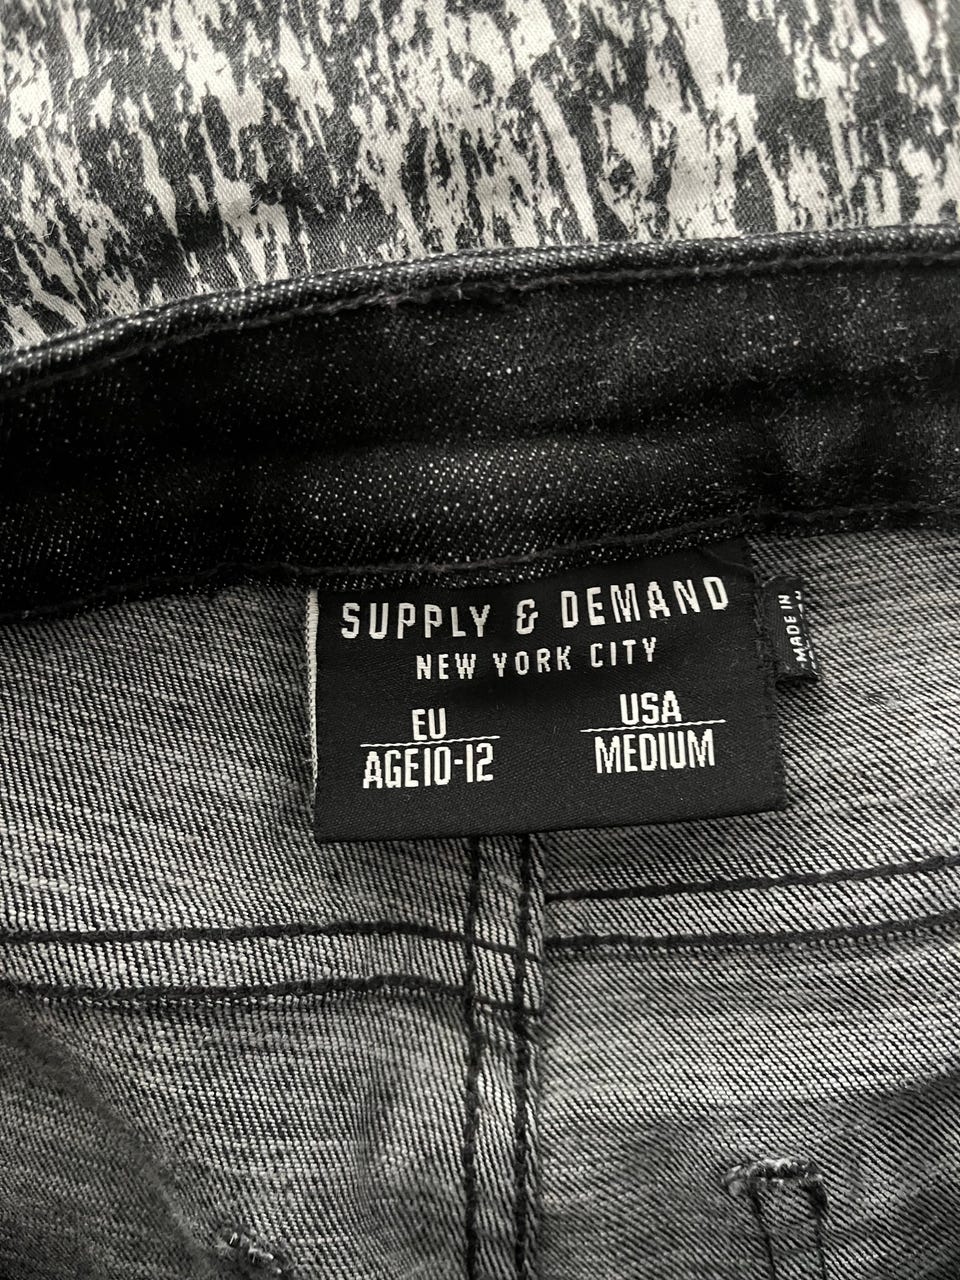 SUPPLY & DEMAND
NEW YORK CITY
EU
AGE10-12
USA
MEDIUM
MADE IN